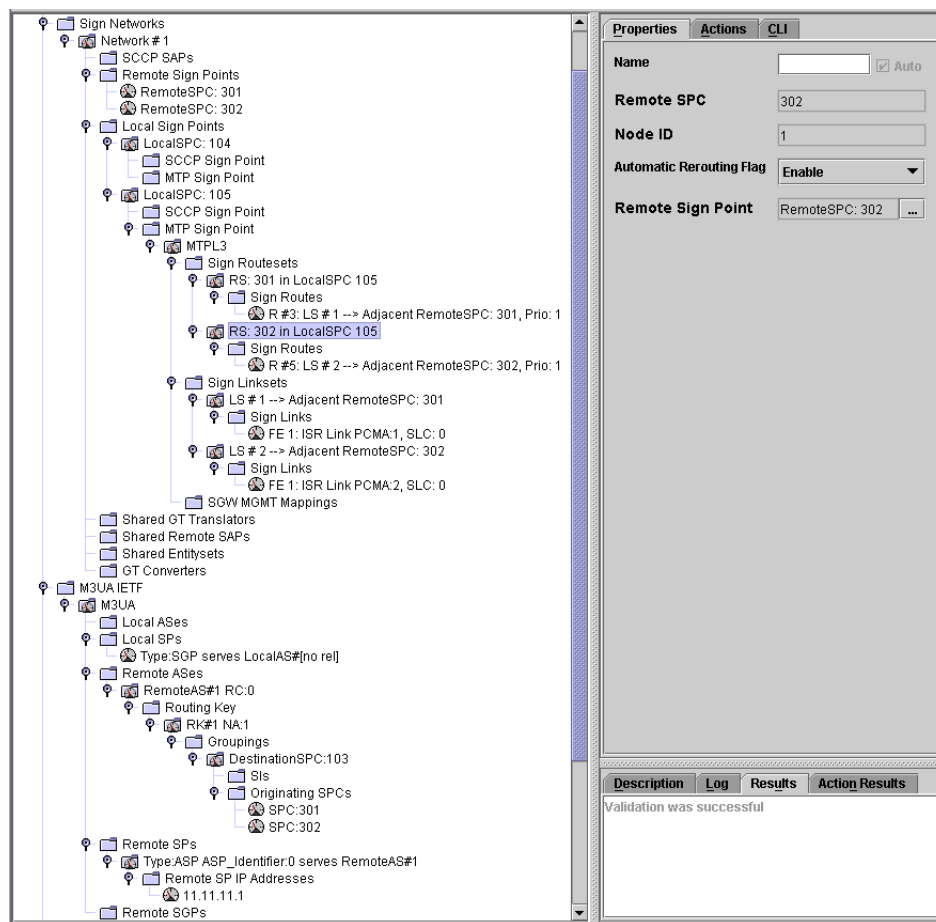 Sign Networks
Network # 1
SCCP SAPs
Remote Sign Points
RemoteSPC: 301
RemoteSPC: 302
Local Sign Points
LocalSPC: 104
SCCP Sign Point
MTP Sign Point
LocalSPC: 105
SCCP Sign Point
MTP Sign Point
MTPL3
Sign Routesets
RS: 301 in LocalSPC 105
Sign Routes
R #3: LS # 1 --> Adjacent RemoteSPC: 301, Prio: 1
RS: 302 in LocalSPC 105
Sign Routes
R #5: LS # 2 --> Adjacent RemoteSPC: 302, Prio: 1
Sign Linksets
LS # 1 --> Adjacent RemoteSPC: 301
Sign Links
FE 1: ISR Link PCMA:1, SLC: 0
LS # 2 --> Adjacent RemoteSPC: 302
Sign Links
FE 1: ISR Link PCMA:2, SLC: 0
SGW MGMT Mappings
Shared GT Translators
Shared Remote SAPs
Shared Entitysets
GT Converters
M3UA IETF
M3UA
Local ASes
Local SPs
Type:SGP serves LocalAS#[no rel]
Remote ASes
RemoteAS#1 RC:0
Routing Key
RK#1 NA:1
Groupings
DestinationSPC:103
SIs
Originating SPCs
SPC:301
SPC:302
Remote SPs
Type:ASP ASP_Identifier:0 serves RemoteAS#1
Remote SP IP Addresses
11.11.11.1
Remote SGPs
Properties Actions CLI
Name Auto
Remote SPC 302
Node ID 1
Automatic Rerouting Flag Enable
Remote Sign Point RemoteSPC: 302 ...
Description Log Results Action Results
Validation was successful